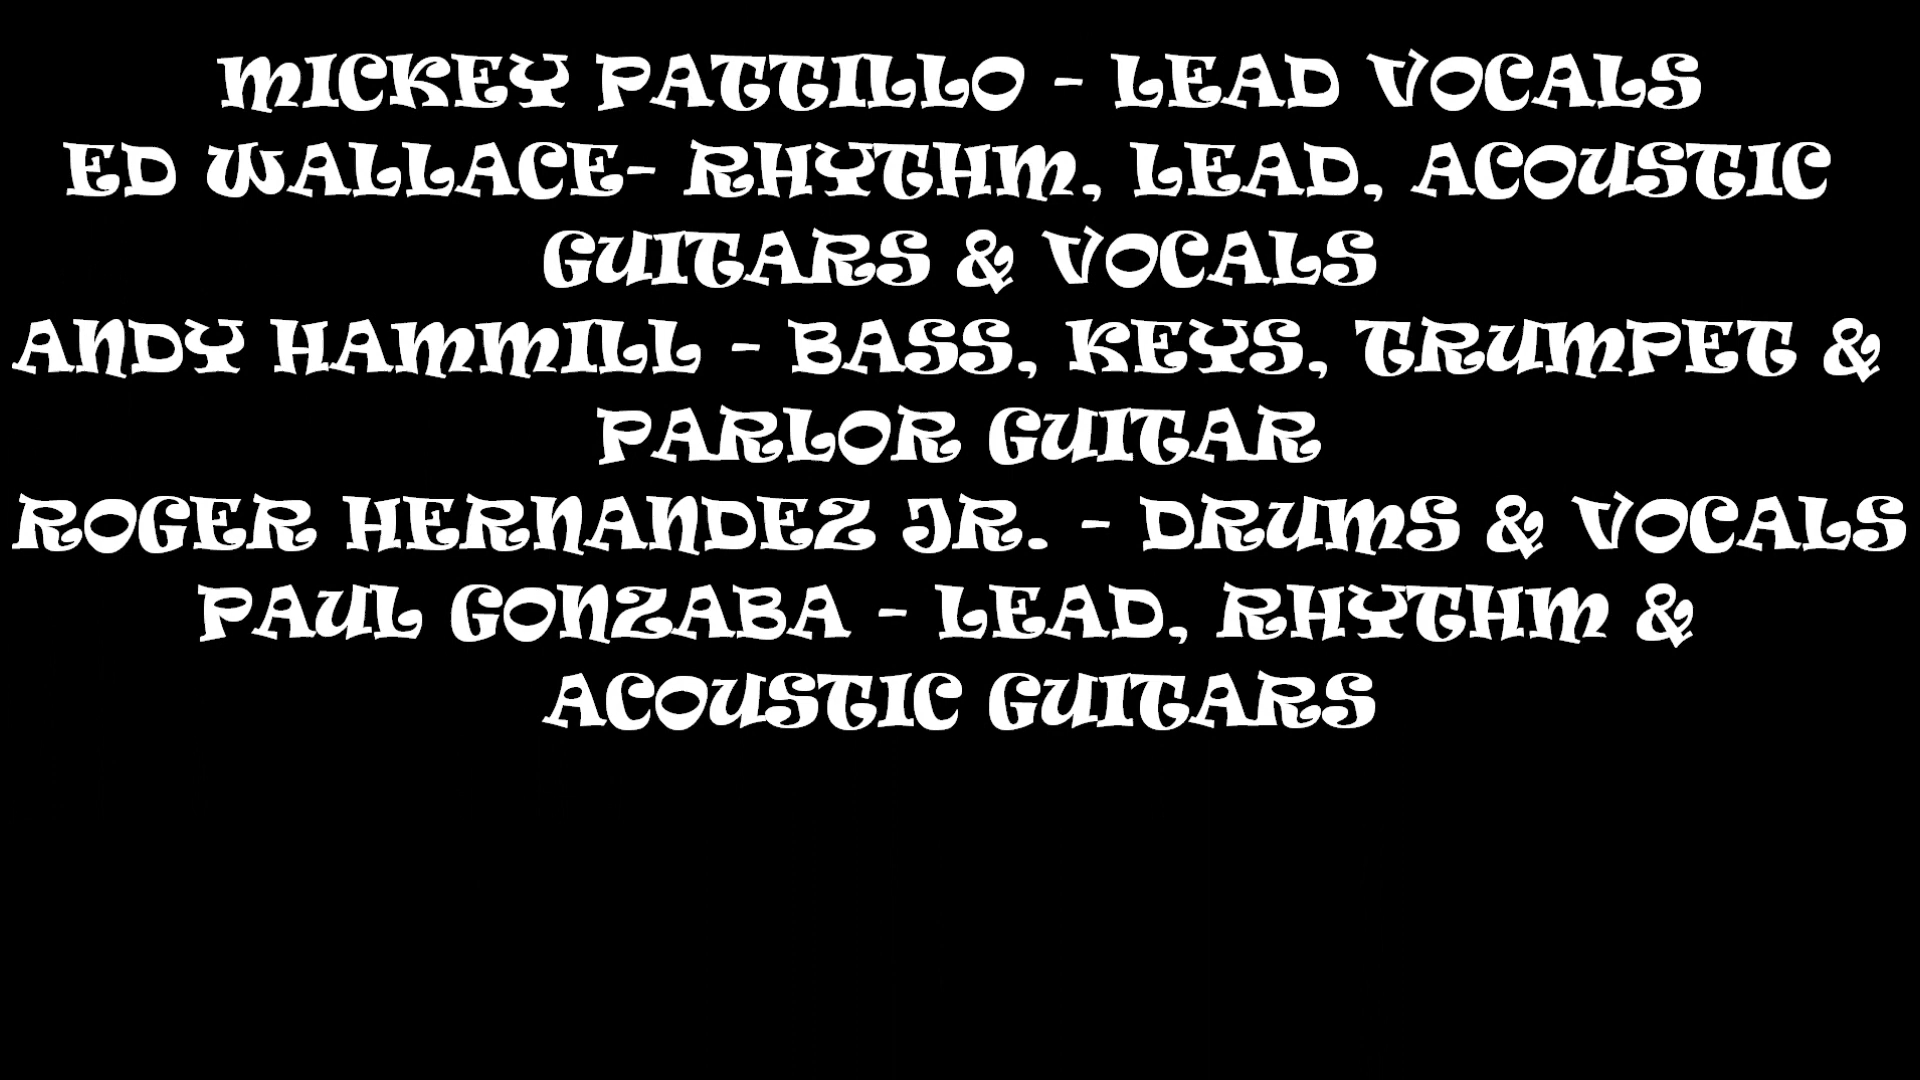 MICKEY PATTILLO - LEAD VOCALS
ED WALLACE- RHYTHM, LEAD, ACOUSTIC
GUITARS & VOCALS
ANDY HAMMILL - BASS, KEYS, TRUMPET &
PARLOR GUITAR
ROGER HERNANDEZ JR. - DRUMS & VOCALS
PAUL GONZABA - LEAD, RHYTHM &
ACOUSTIC GUITARS